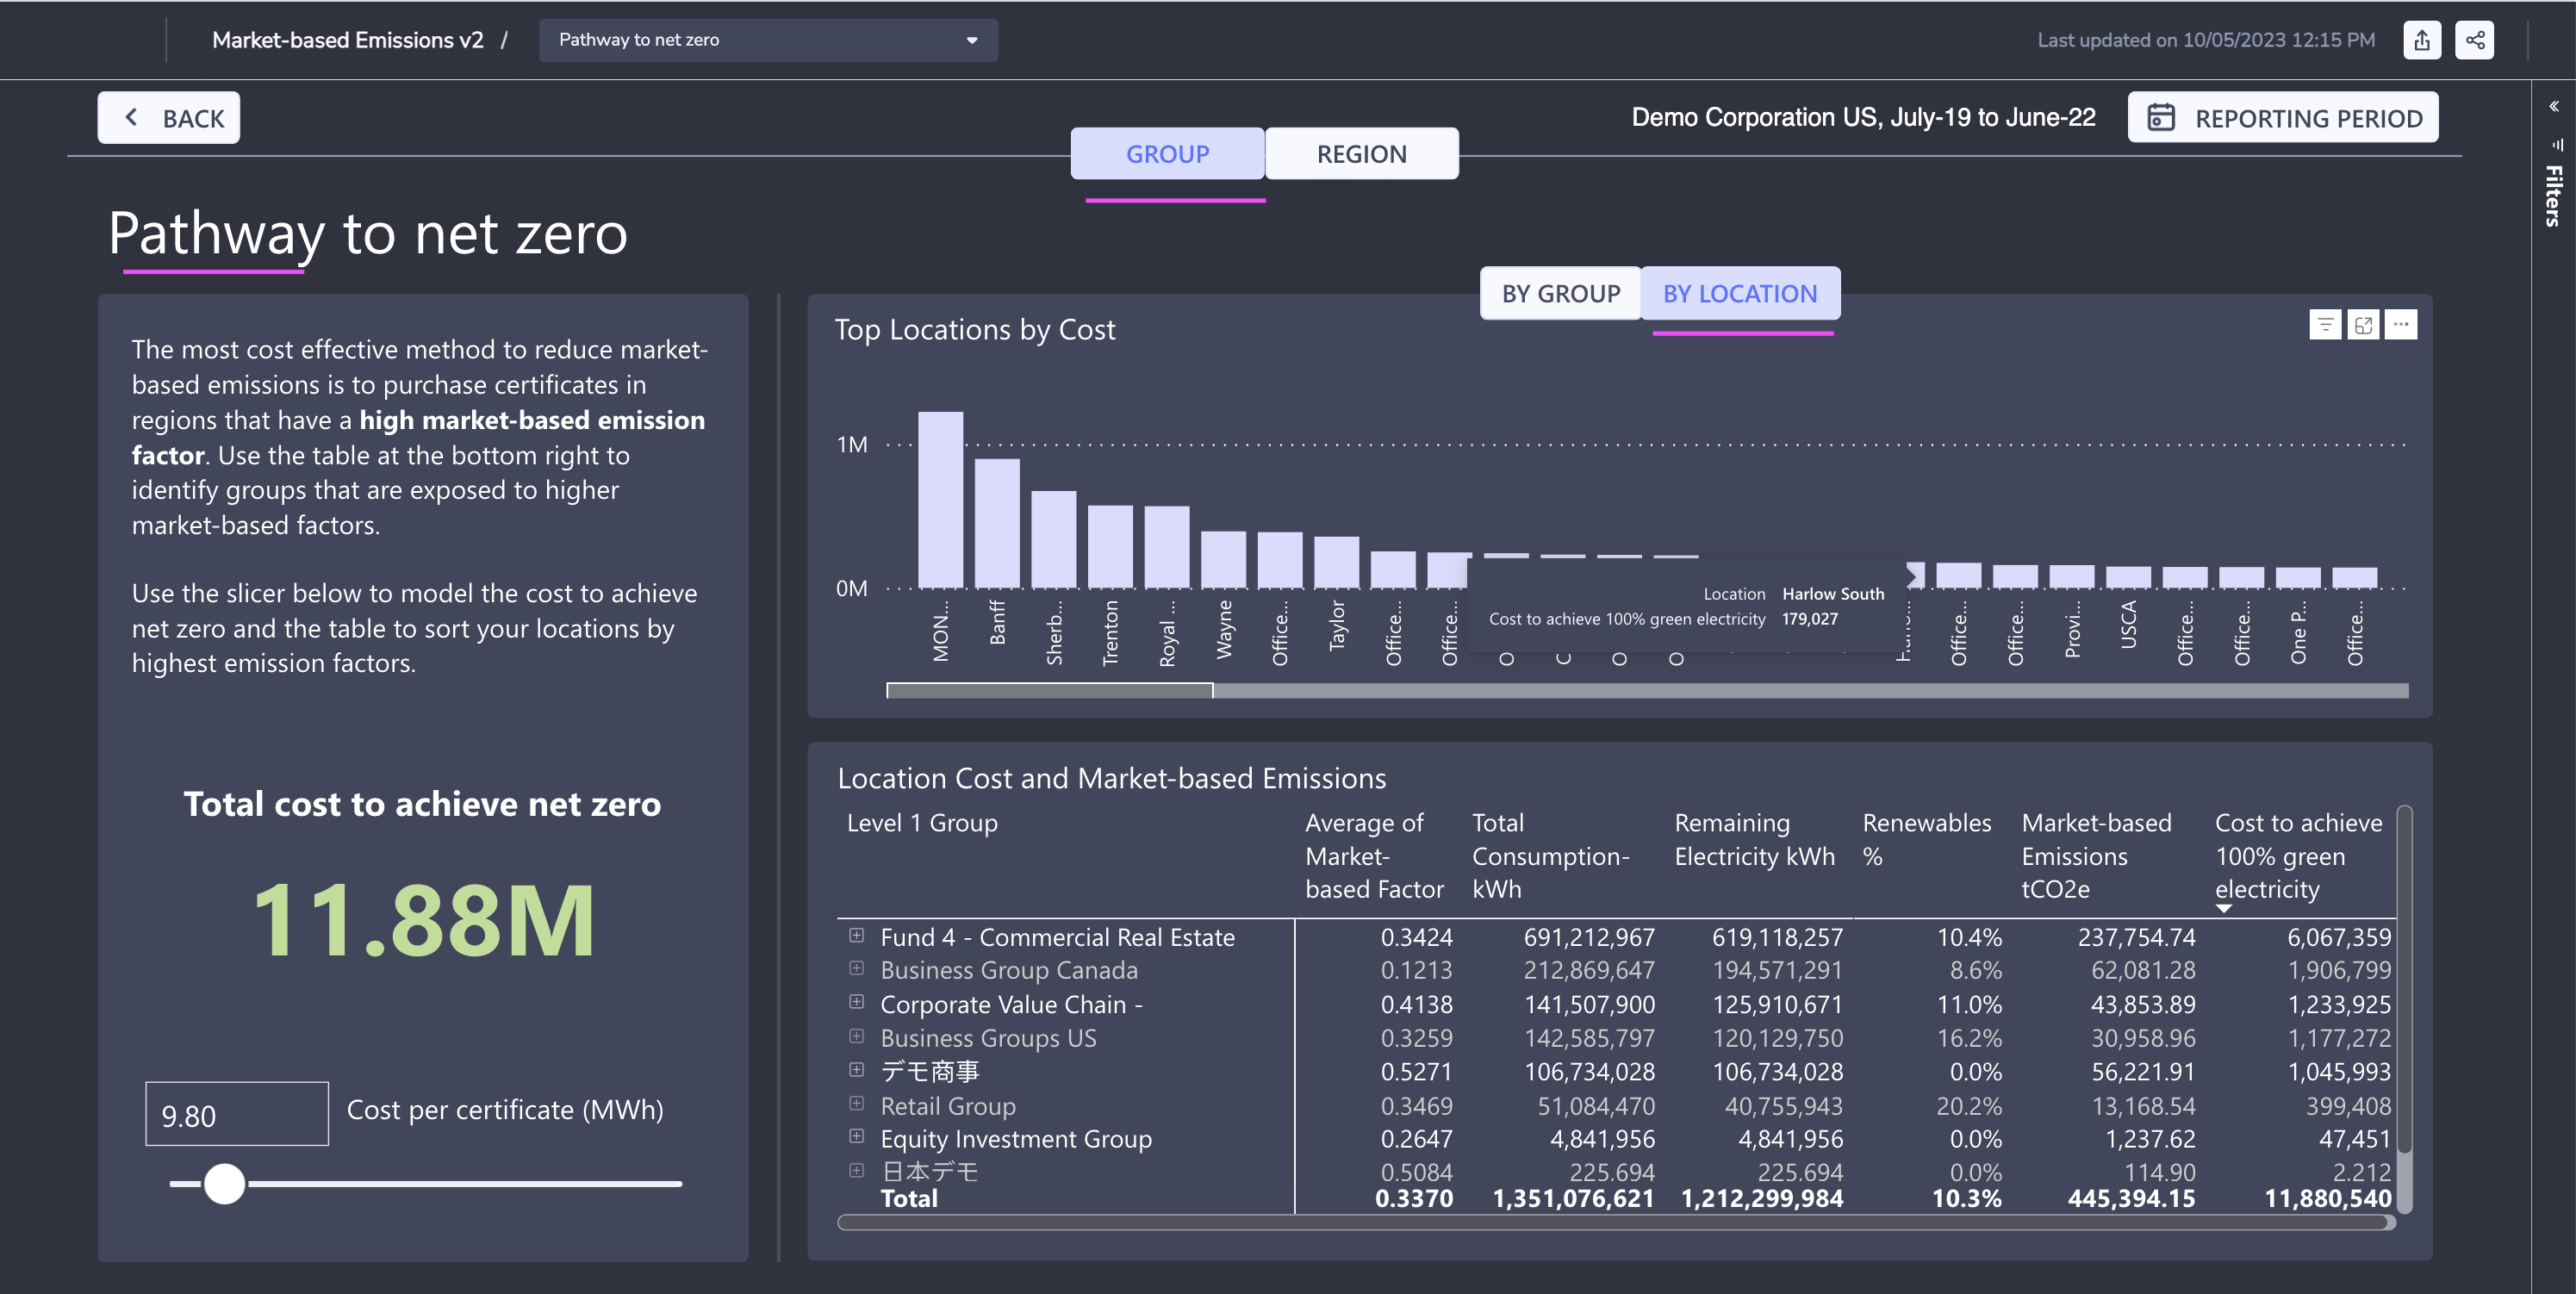 Market-based Emissions v2 / Pathway to net zero
Last updated on 10/05/2023 12:15 PM
BACK
Demo Corporation US, July-19 to June-22
REPORTING PERIOD
GROUP REGION
Filters
Pathway to net zero
The most cost effective method to reduce market-
based emissions is to purchase certificates in
regions that have a high market-based emission
factor. Use the table at the bottom right to
identify groups that are exposed to higher
market-based factors.
Use the slicer below to model the cost to achieve
net zero and the table to sort your locations by
highest emission factors.
Total cost to achieve net zero
11.88M
9.80 Cost per certificate (MWh)
BY GROUP BY LOCATION
Top Locations by Cost
1M
0M
MON...
Banff
Sherb...
Trenton
Royal ...
Wayne
Office...
Taylor
Office...
Office...
Location Harlow South
Cost to achieve 100% green electricity 179,027
Office...
Office...
Provi...
USCA
Office...
Office...
One P...
Office...
Location Cost and Market-based Emissions
Level 1 Group
Average of
Market-
based Factor
Total
Consumption-
kWh
Remaining
Electricity kWh
Renewables
%
Market-based
Emissions
tCO2e
Cost to achieve
100% green
electricity
Fund 4 - Commercial Real Estate 0.3424 691,212,967 619,118,257 10.4% 237,754.74 6,067,359
Business Group Canada 0.1213 212,869,647 194,571,291 8.6% 62,081.28 1,906,799
Corporate Value Chain - 0.4138 141,507,900 125,910,671 11.0% 43,853.89 1,233,925
Business Groups US 0.3259 142,585,797 120,129,750 16.2% 30,958.96 1,177,272
デモ商事 0.5271 106,734,028 106,734,028 0.0% 56,221.91 1,045,993
Retail Group 0.3469 51,084,470 40,755,943 20.2% 13,168.54 399,408
Equity Investment Group 0.2647 4,841,956 4,841,956 0.0% 1,237.62 47,451
日本デモ 0.5084 225,694 225,694 0.0% 114.90 2,212
Total 0.3370 1,351,076,621 1,212,299,984 10.3% 445,394.15 11,880,540